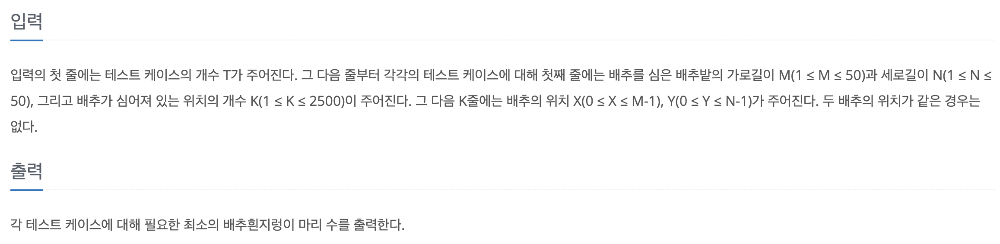 입력
입력의 첫 줄에는 테스트 케이스의 개수 T가 주어진다. 그 다음 줄부터 각각의 테스트 케이스에 대해 첫째 줄에는 배추를 심은 배추밭의 가로길이 M(1 ≤ M ≤ 50)과 세로길이 N(1 ≤ N ≤
50), 그리고 배추가 심어져 있는 위치의 개수 K(1 ≤ K ≤ 2500)이 주어진다. 그 다음 K줄에는 배추의 위치 X(0 ≤ X ≤ M-1), Y(0 ≤ Y ≤ N-1)가 주어진다. 두 배추의 위치가 같은 경우는
없다.
출력
각 테스트 케이스에 대해 필요한 최소의 배추흰지렁이 마리 수를 출력한다.